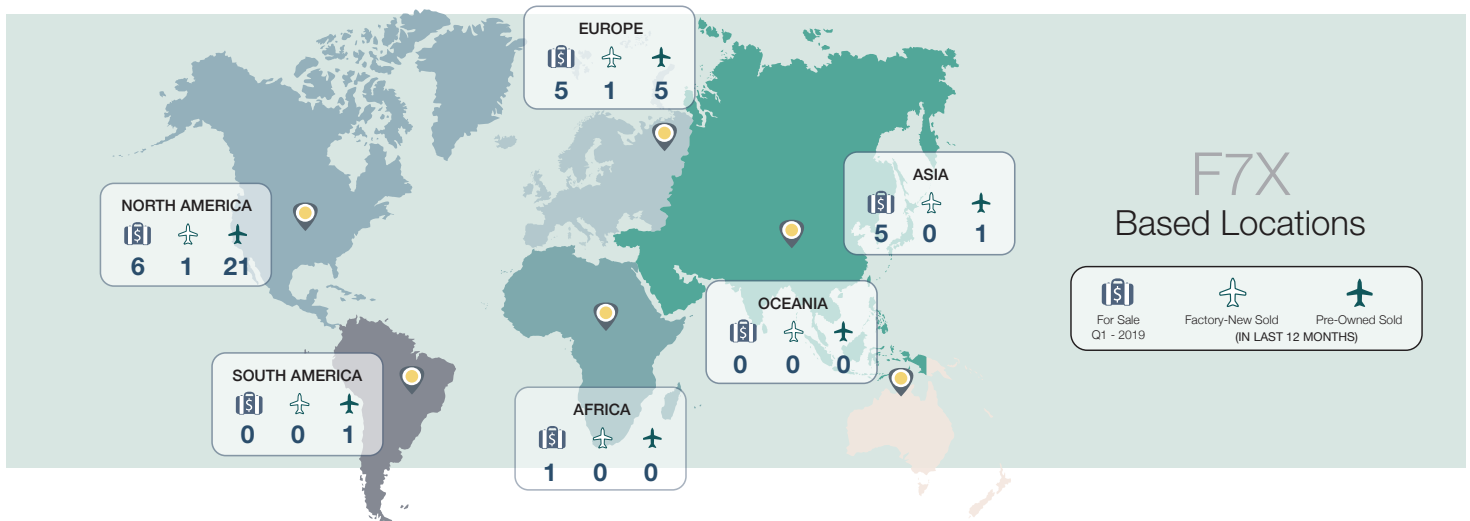 EUROPE
5 1 5
NORTH AMERICA
6 1 21
ASIA
5 0 1
OCEANIA
0 0 0
SOUTH AMERICA
0 0 1
AFRICA
1 0 0
F7X
Based Locations
For Sale
Q1 - 2019
Factory-New Sold
Pre-Owned Sold
(IN LAST 12 MONTHS)